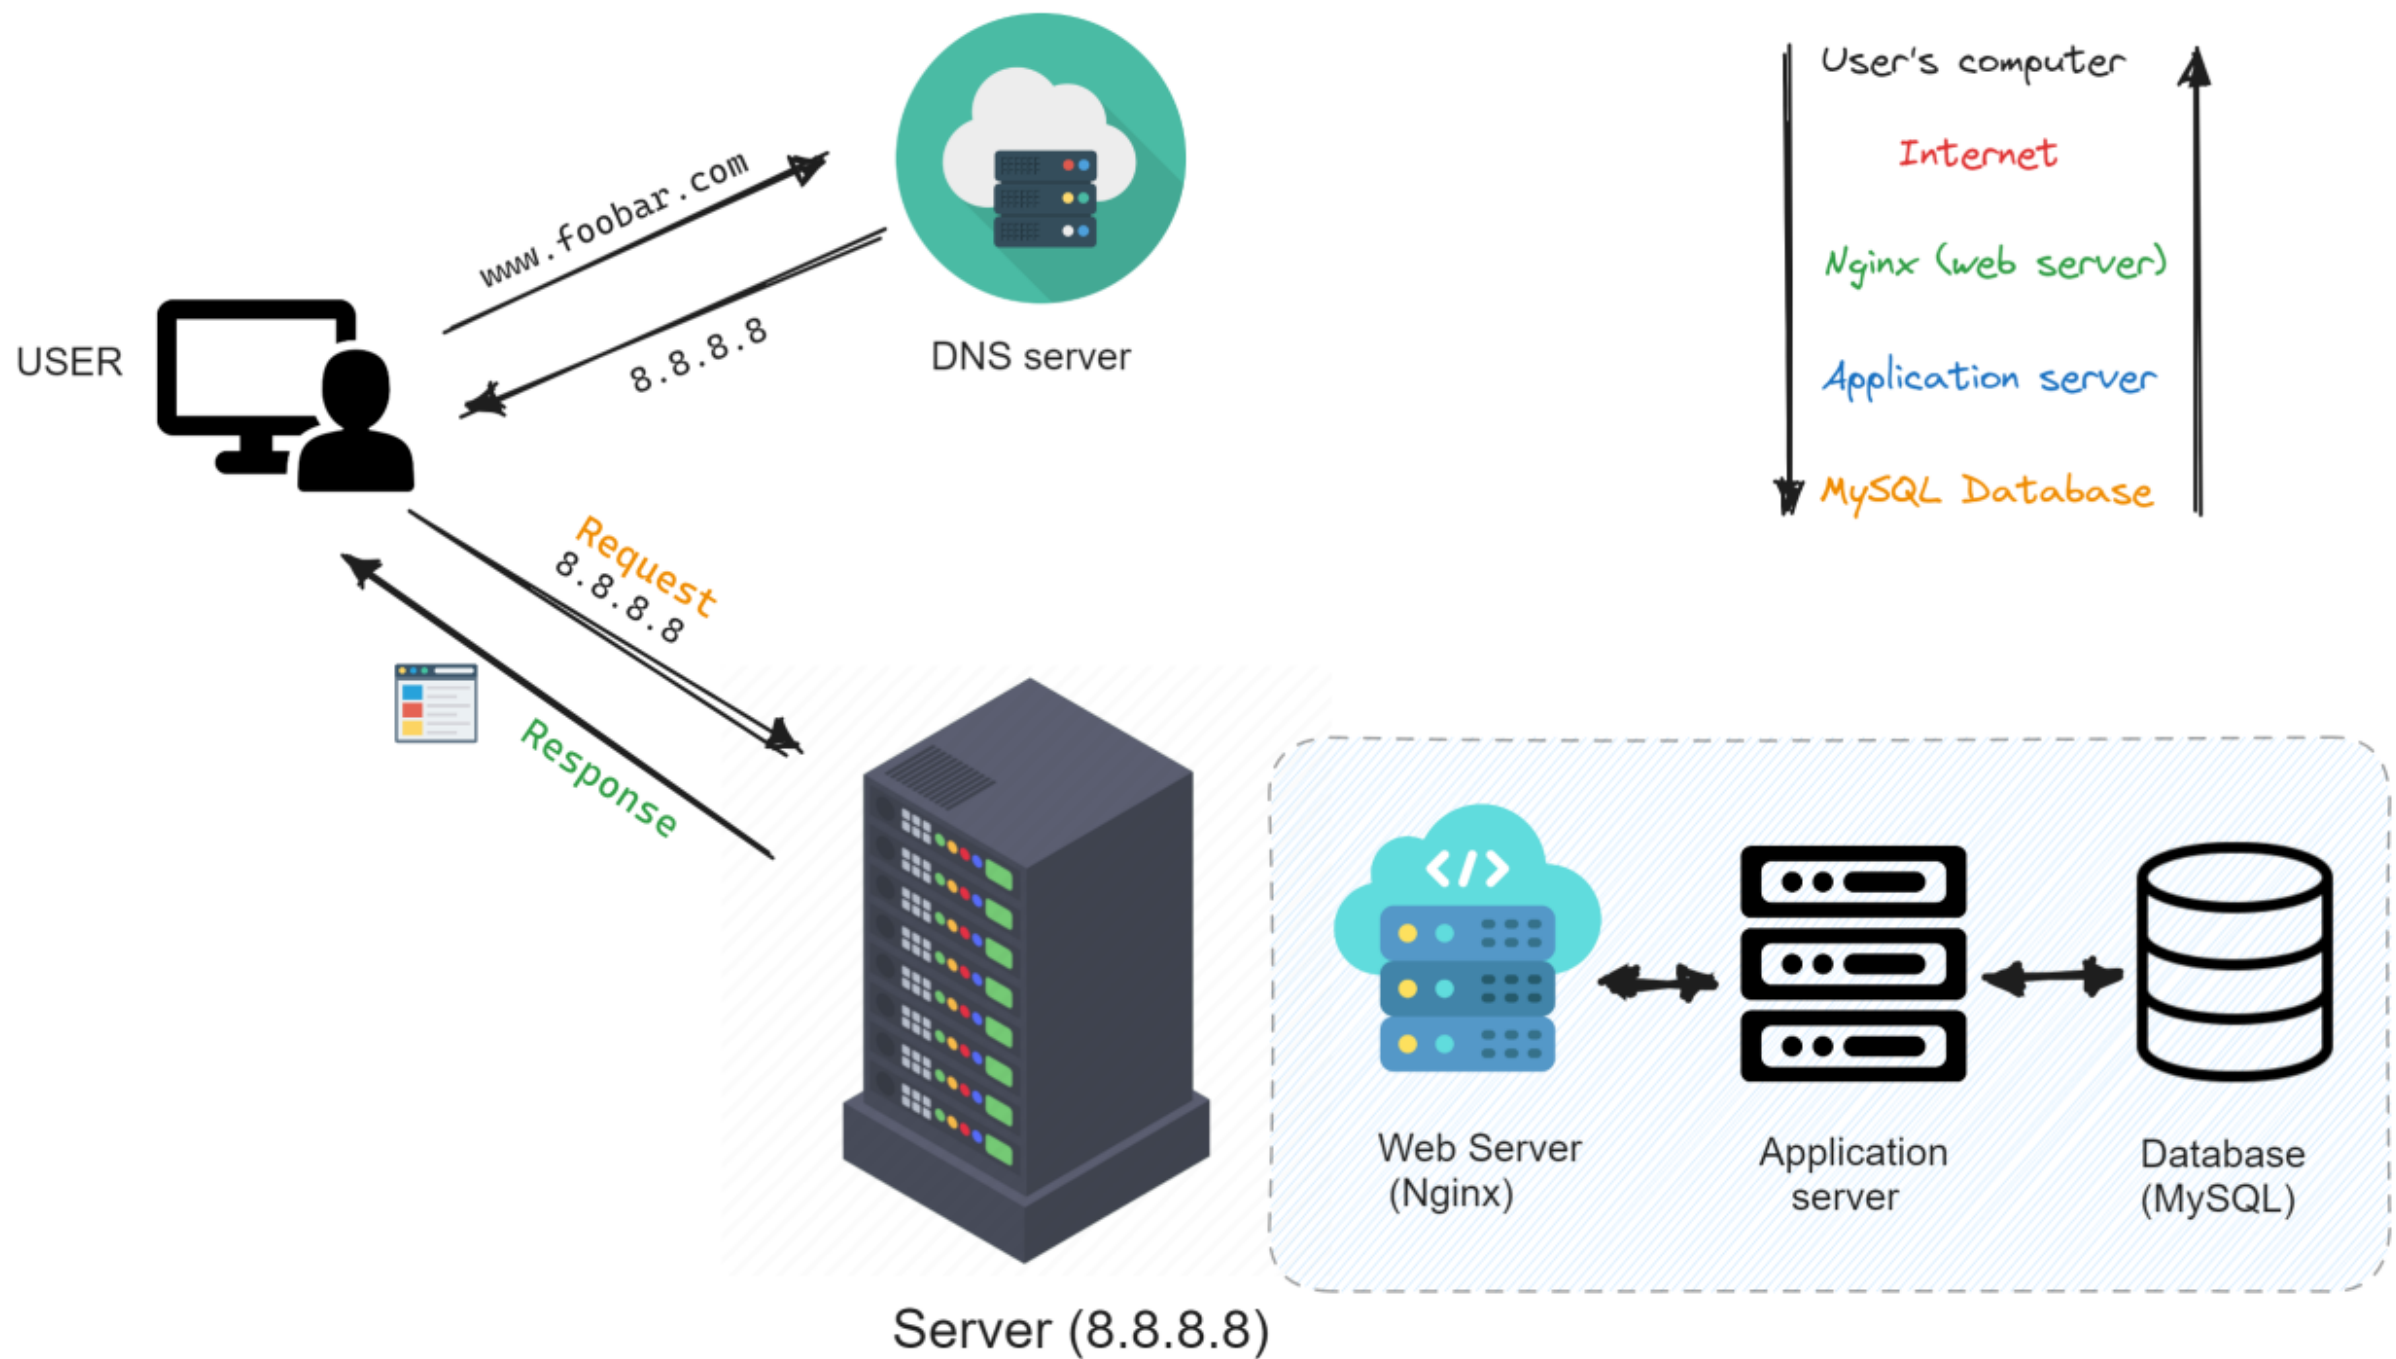 www.foobar.com
8.8.8.8
DNS server
USER
Request
8.8.8.8
Response
Server (8.8.8.8)
User's computer
Internet
Nginx (web server)
Application server
MySQL Database
</>
Web Server
(Nginx)
Application
server
Database
(MySQL)